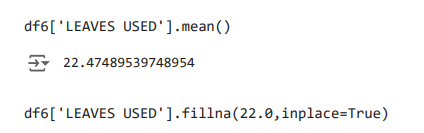 df6['LEAVES USED'].mean()
22.47489539748954
df6['LEAVES USED'].fillna(22.0,inplace=True)